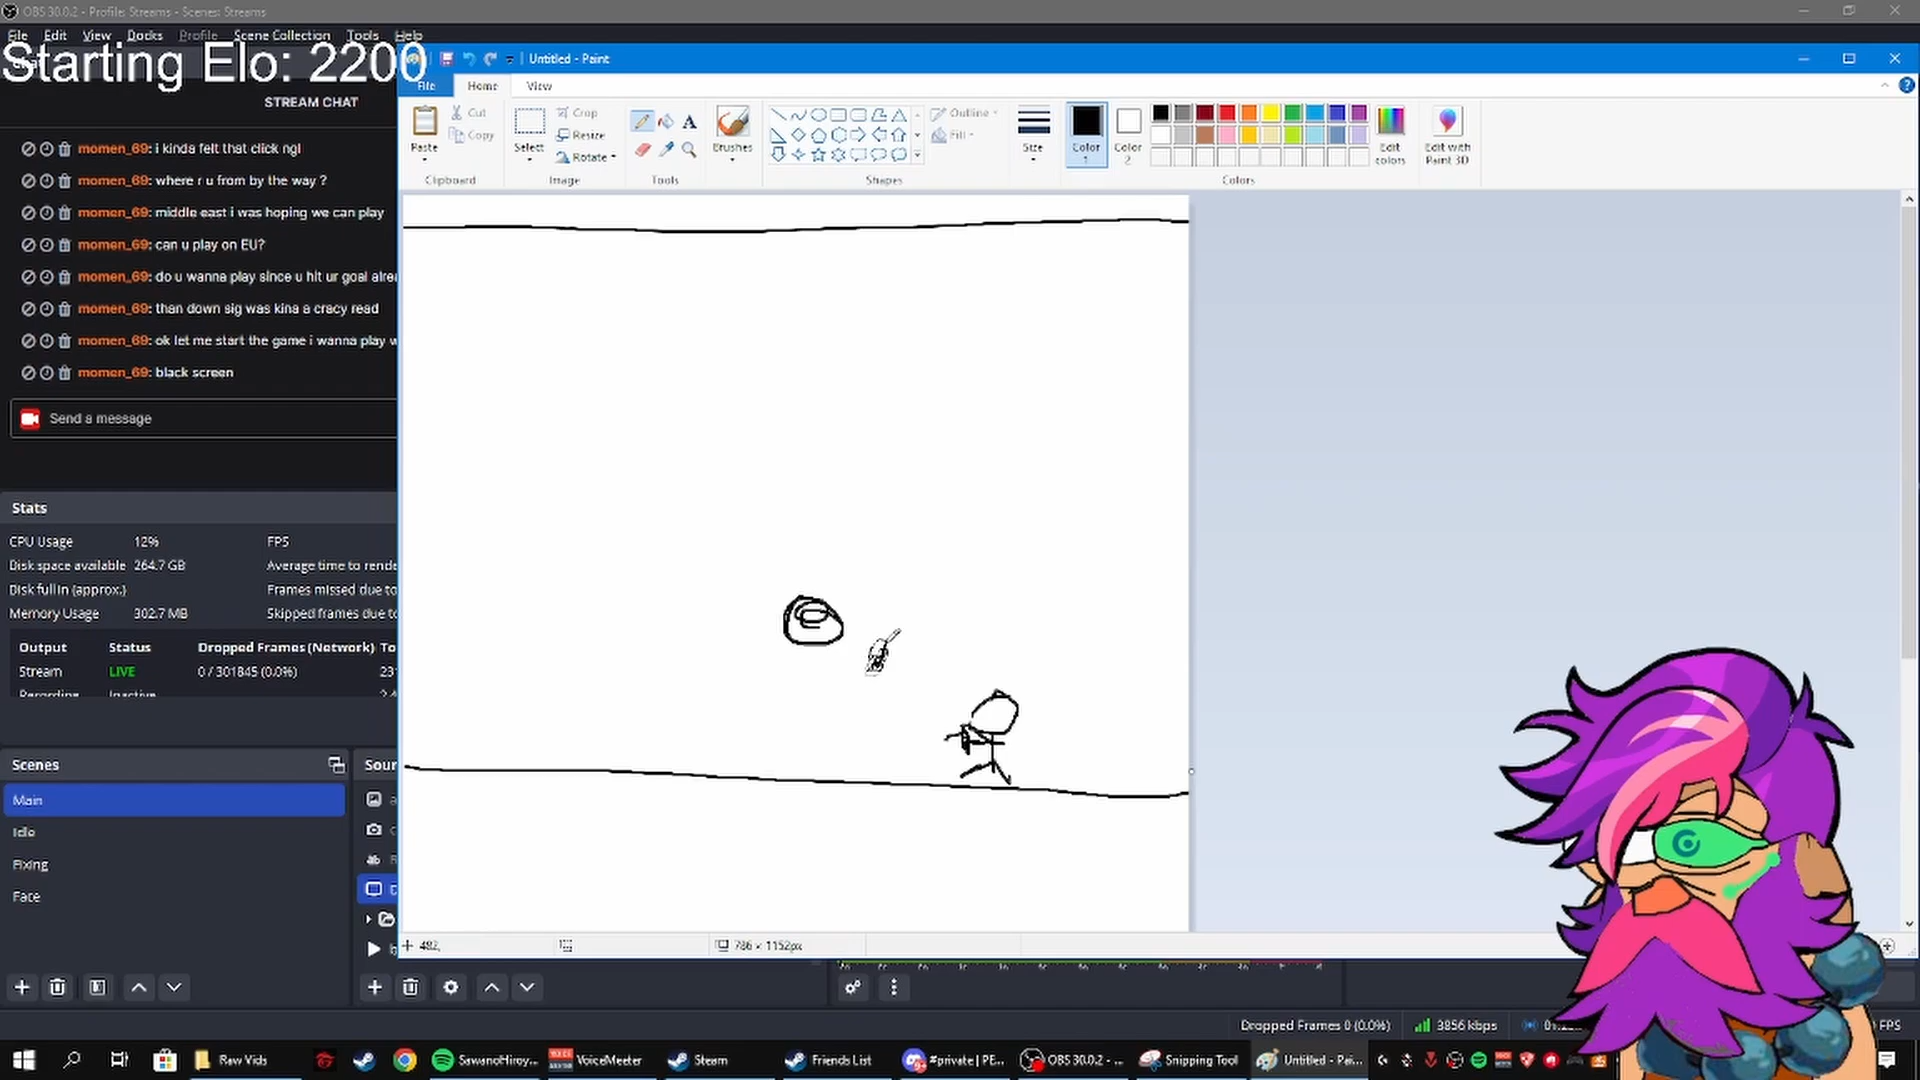 OBS 30.0.2 - Profile: Streams - Scenes: Streams
File Edit View Docks Profile Scene Collection Tools Help
Starting Elo: 2200
Untitled - Paint
File Home View
STREAM CHAT
Cut
Copy
Paste
Clipboard
Crop
Resize
Rotate
Select
Image
Tools
Brushes
Shapes
Outline
Fill
Size
Color 1
Color 2
Edit colors
Edit with Paint 3D
Colors
momen_69: i kinda felt that click ngl
momen_69: where r u from by the way ?
momen_69: middle east i was hoping we can play
momen_69: can u play on EU?
momen_69: do u wanna play since u hit ur goal alre
momen_69: than down sig was kina a cracy read
momen_69: ok let me start the game i wanna play w
momen_69: black screen
Send a message
Stats
CPU Usage 12% FPS
Disk space available 264.7 GB Average time to rende
Disk full in (approx.) Frames missed due to
Memory Usage 302.7 MB Skipped frames due to
Output Status Dropped Frames (Network) To
Stream LIVE 0 / 301845 (0.0%) 231
Scenes
Sour
Main
Idle
Fixing
Face
482,
786 × 1152px
Dropped Frames 0 (0.0%) 3856 kbps FPS
Raw Vids SawanoHiroy... VoiceMeeter Steam Friends List #private | PE... OBS 30.0.2 - ... Snipping Tool Untitled - Pai...